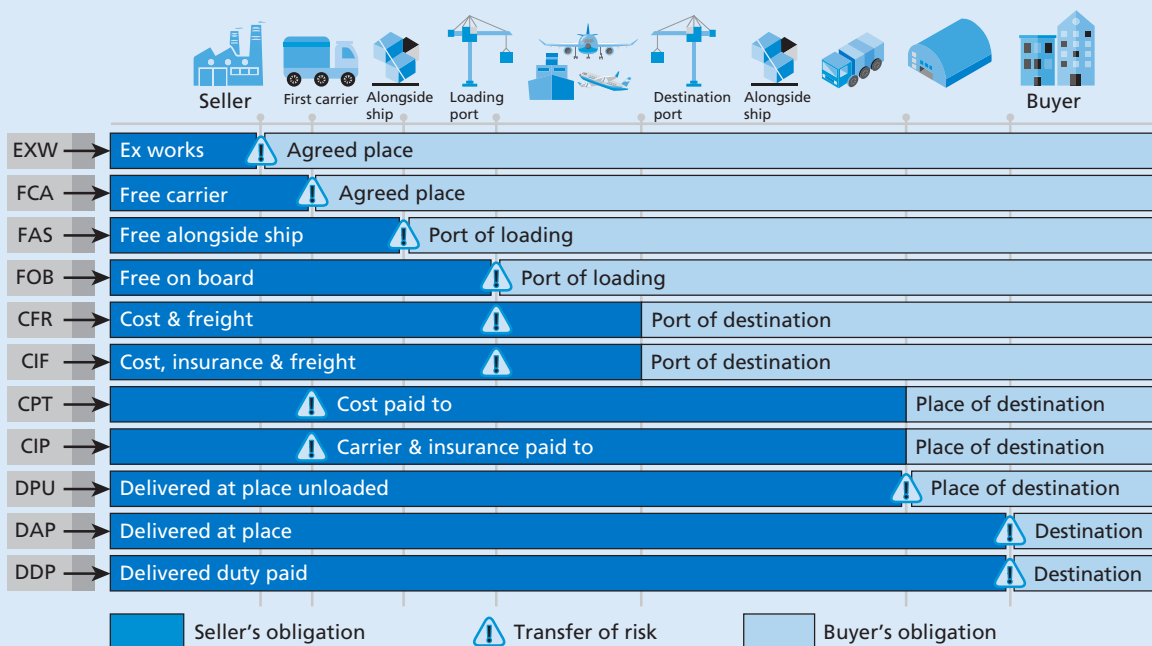 Seller
First carrier
Alongside
ship
Loading
port
Destination
port
Alongside
ship
Buyer
EXW Ex works ! Agreed place
FCA Free carrier ! Agreed place
FAS Free alongside ship ! Port of loading
FOB Free on board ! Port of loading
CFR Cost & freight ! Port of destination
CIF Cost, insurance & freight ! Port of destination
CPT ! Cost paid to Place of destination
CIP ! Carrier & insurance paid to Place of destination
DPU Delivered at place unloaded ! Place of destination
DAP Delivered at place ! Destination
DDP Delivered duty paid ! Destination
Seller's obligation ! Transfer of risk Buyer's obligation